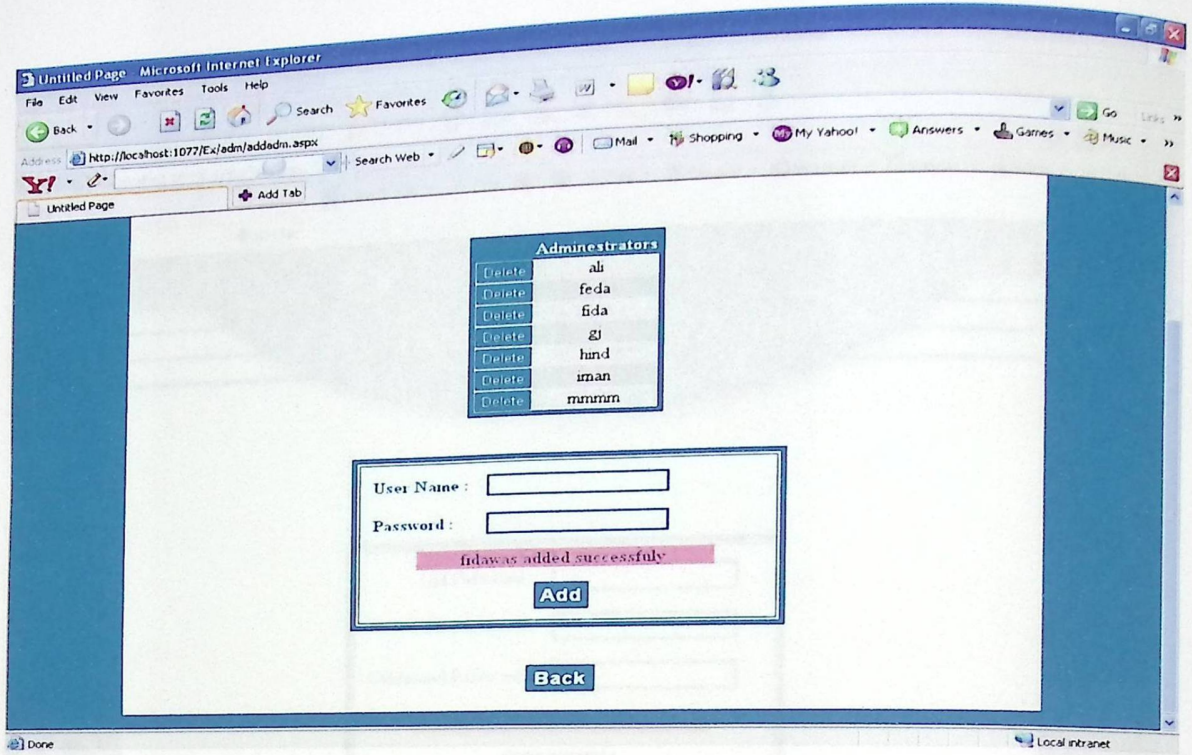 Untitled Page Microsoft Internet Explorer
File Edit View Favorites Tools Help
Back Search Favorites
Address http://localhost:1077/Ex/adm/addadm.aspx Go Links »
Y! Search Web Mail Shopping My Yahoo! Answers Games Music »
Untitled Page Add Tab
Adminestrators
Delete ali
Delete feda
Delete fida
Delete gj
Delete hind
Delete iman
Delete mmmm
User Name :
Password :
fidawas added successfuly
Add
Back
Done Local intranet